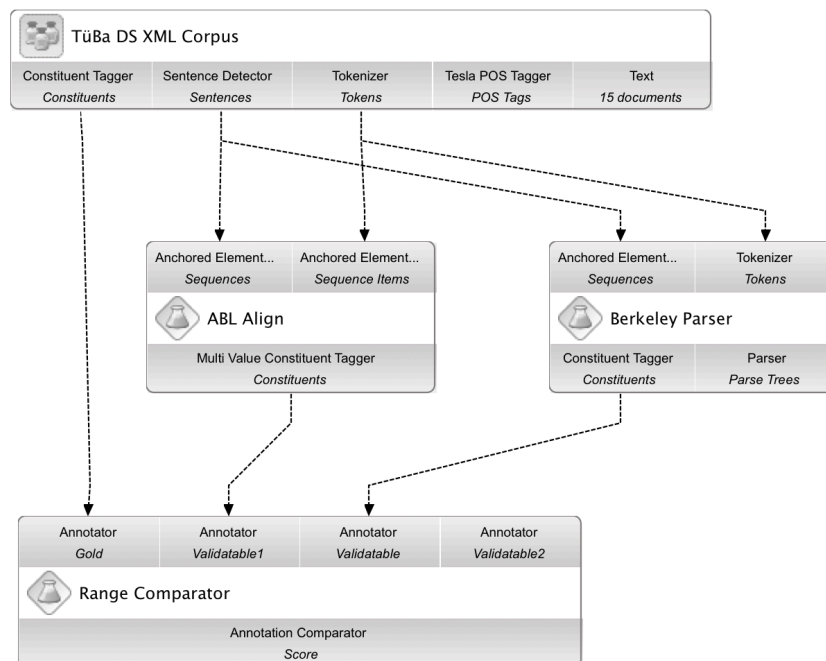 TüBa DS XML Corpus
Constituent Tagger Sentence Detector Tokenizer Tesla POS Tagger Text
Constituents Sentences Tokens POS Tags 15 documents
Anchored Element... Anchored Element... Anchored Element... Tokenizer
Sequences Sequence Items Sequences Tokens
ABL Align Berkeley Parser
Multi Value Constituent Tagger Constituent Tagger Parser
Constituents Constituents Parse Trees
Annotator Annotator Annotator Annotator
Gold Validatable1 Validatable Validatable2
Range Comparator
Annotation Comparator
Score